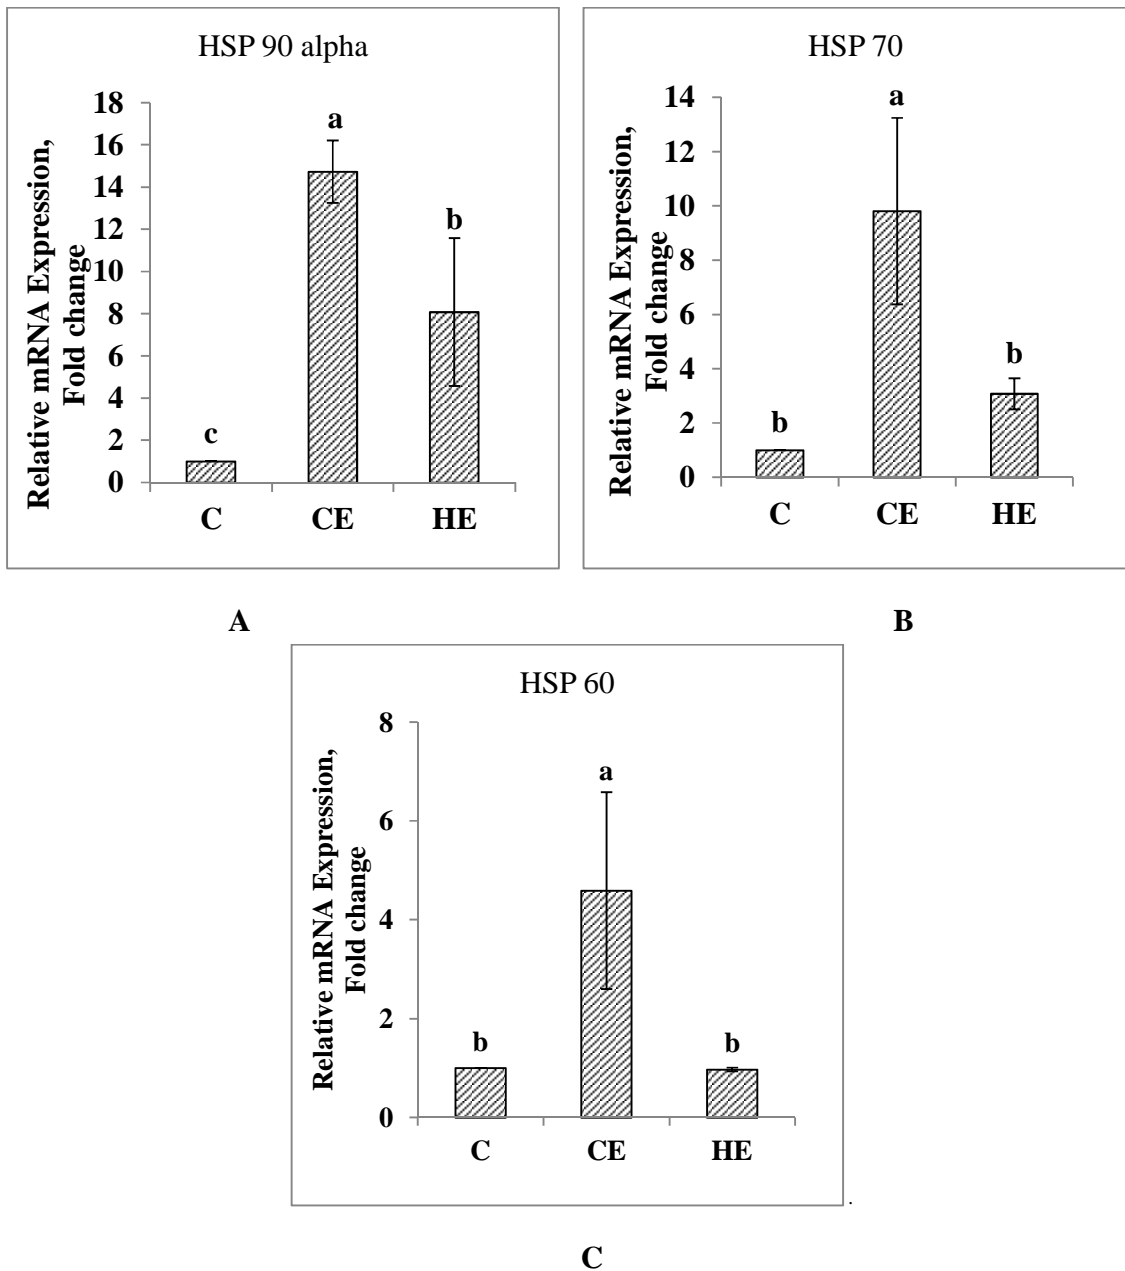 HSP 90 alpha
Relative mRNA Expression,
Fold change
18
16
14
12
10
8
6
4
2
0
a
b
c
C CE HE
A
HSP 70
Relative mRNA Expression,
Fold change
14
12
10
8
6
4
2
0
a
b
b
C CE HE
B
HSP 60
Relative mRNA Expression,
Fold change
8
6
4
2
0
a
b b
C CE HE
.
C